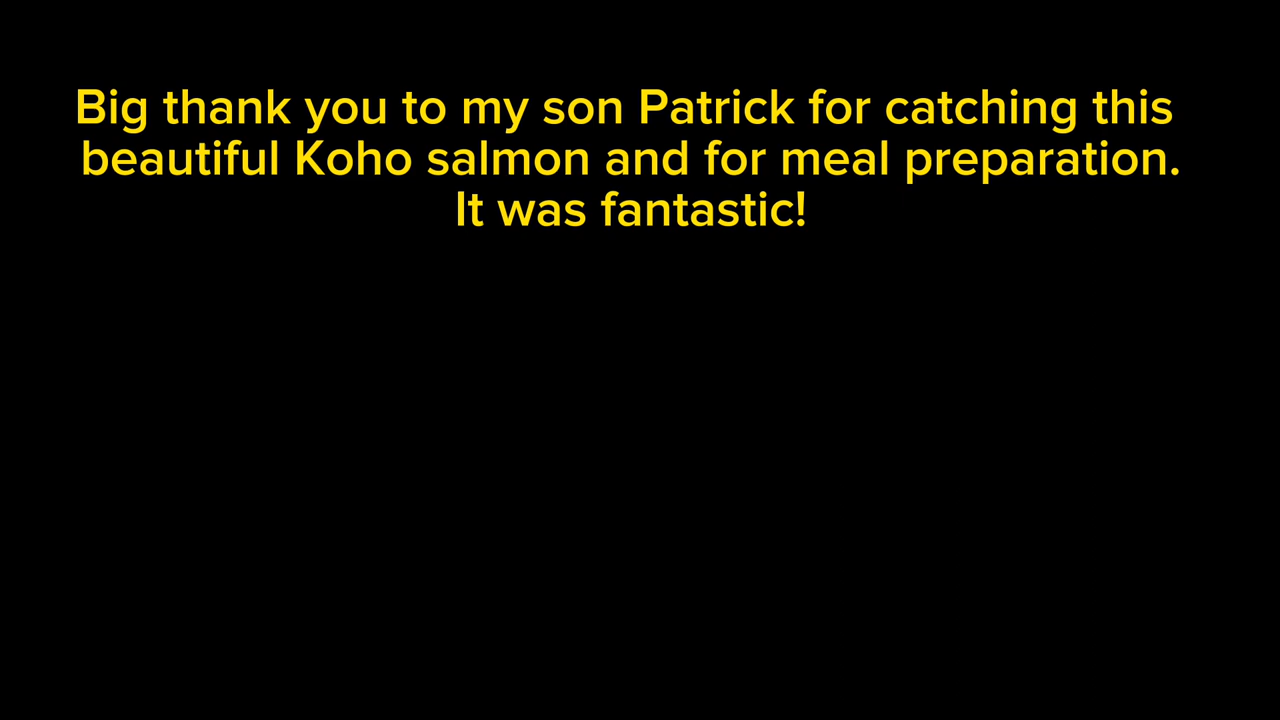 Big thank you to my son Patrick for catching this
beautiful Koho salmon and for meal preparation.
It was fantastic!